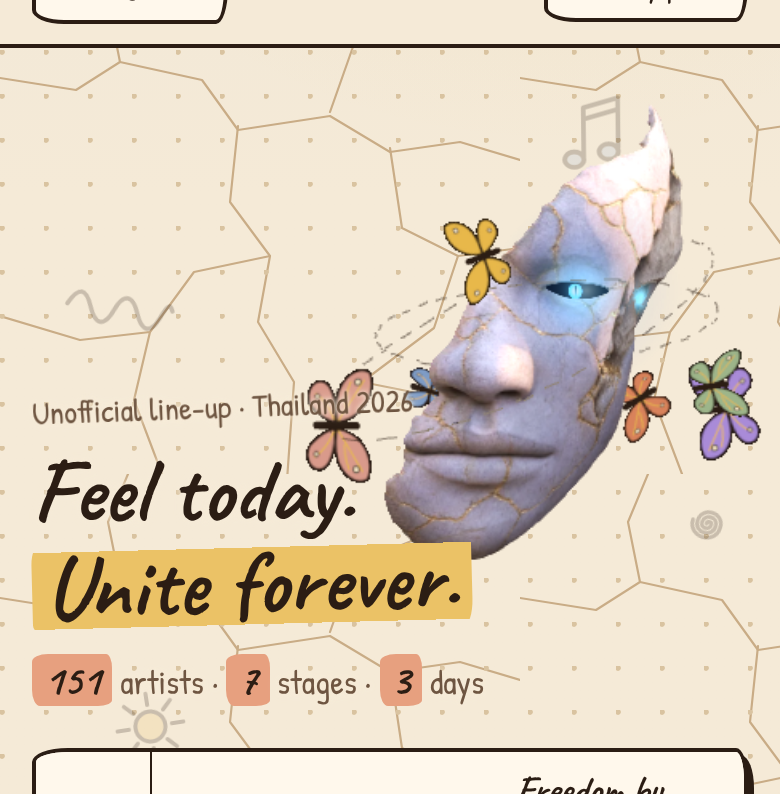 Unofficial line-up · Thailand 2026
Feel today.
Unite forever.
151 artists · 7 stages · 3 days
Freedom by